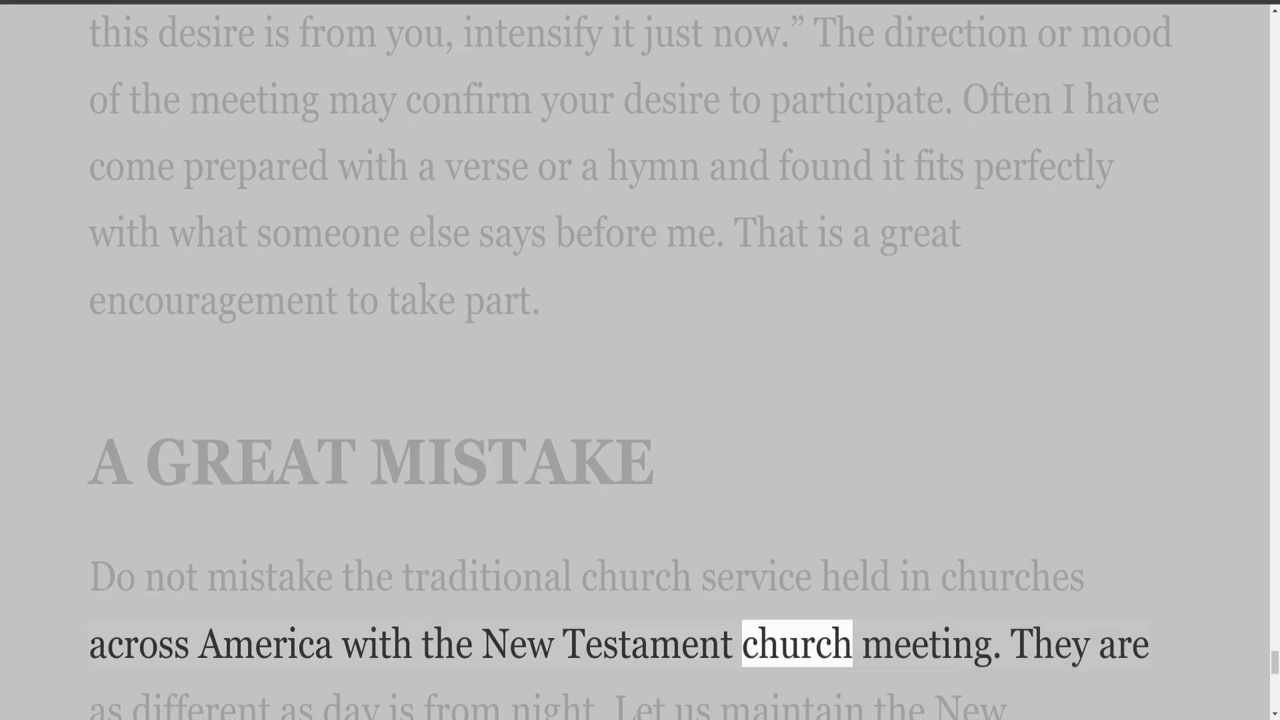 this desire is from you, intensify it just now.” The direction or mood
of the meeting may confirm your desire to participate. Often I have
come prepared with a verse or a hymn and found it fits perfectly
with what someone else says before me. That is a great
encouragement to take part.
A GREAT MISTAKE
Do not mistake the traditional church service held in churches
across America with the New Testament church meeting. They are
as different as day is from night. Let us maintain the New